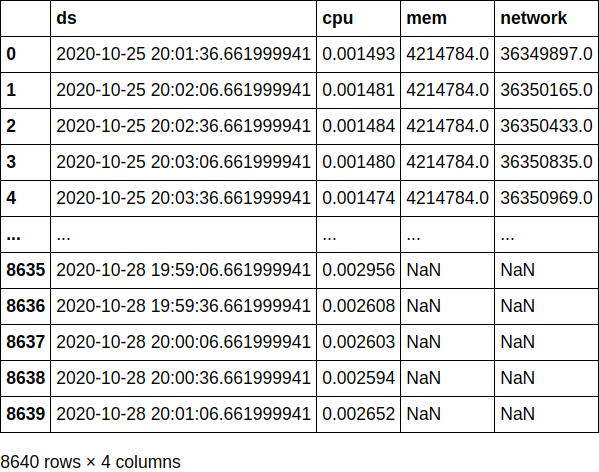 ds cpu mem network
0 2020-10-25 20:01:36.661999941 0.001493 4214784.0 36349897.0
1 2020-10-25 20:02:06.661999941 0.001481 4214784.0 36350165.0
2 2020-10-25 20:02:36.661999941 0.001484 4214784.0 36350433.0
3 2020-10-25 20:03:06.661999941 0.001480 4214784.0 36350835.0
4 2020-10-25 20:03:36.661999941 0.001474 4214784.0 36350969.0
... ... ... ... ...
8635 2020-10-28 19:59:06.661999941 0.002956 NaN NaN
8636 2020-10-28 19:59:36.661999941 0.002608 NaN NaN
8637 2020-10-28 20:00:06.661999941 0.002603 NaN NaN
8638 2020-10-28 20:00:36.661999941 0.002594 NaN NaN
8639 2020-10-28 20:01:06.661999941 0.002652 NaN NaN
8640 rows × 4 columns